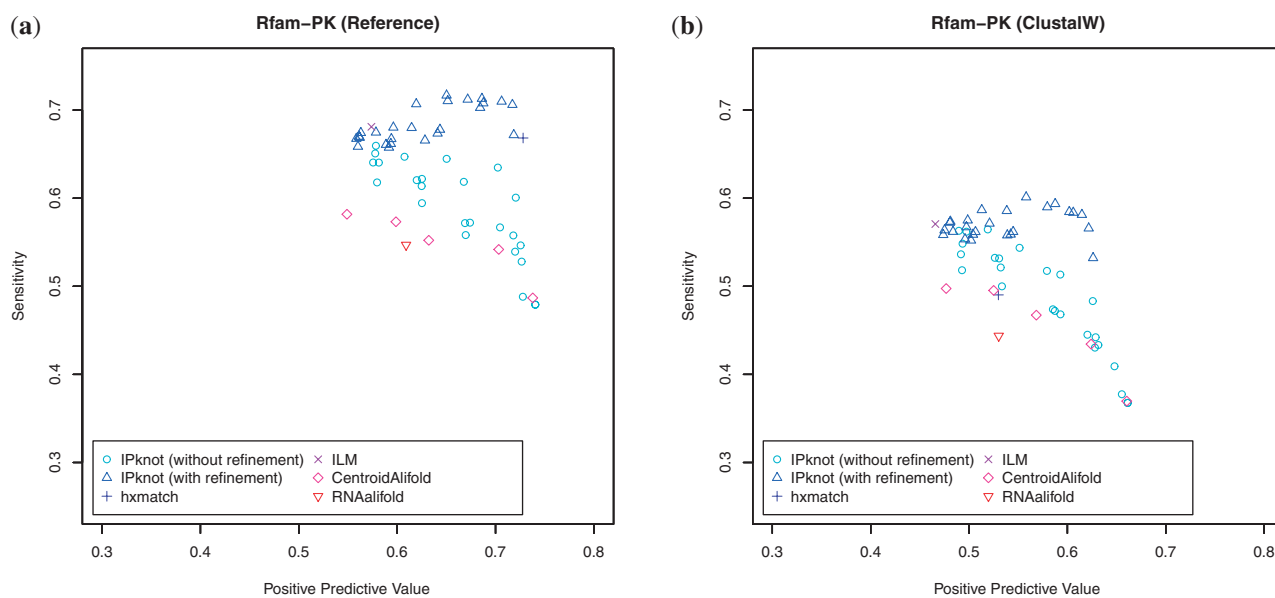 (a)
Rfam−PK (Reference)
Sensitivity
0.7
0.6
0.5
0.4
0.3
IPknot (without refinement)
IPknot (with refinement)
hxmatch
ILM
CentroidAlifold
RNAalifold
0.3 0.4 0.5 0.6 0.7 0.8
Positive Predictive Value
(b)
Rfam−PK (ClustalW)
Sensitivity
0.7
0.6
0.5
0.4
0.3
IPknot (without refinement)
IPknot (with refinement)
hxmatch
ILM
CentroidAlifold
RNAalifold
0.3 0.4 0.5 0.6 0.7 0.8
Positive Predictive Value